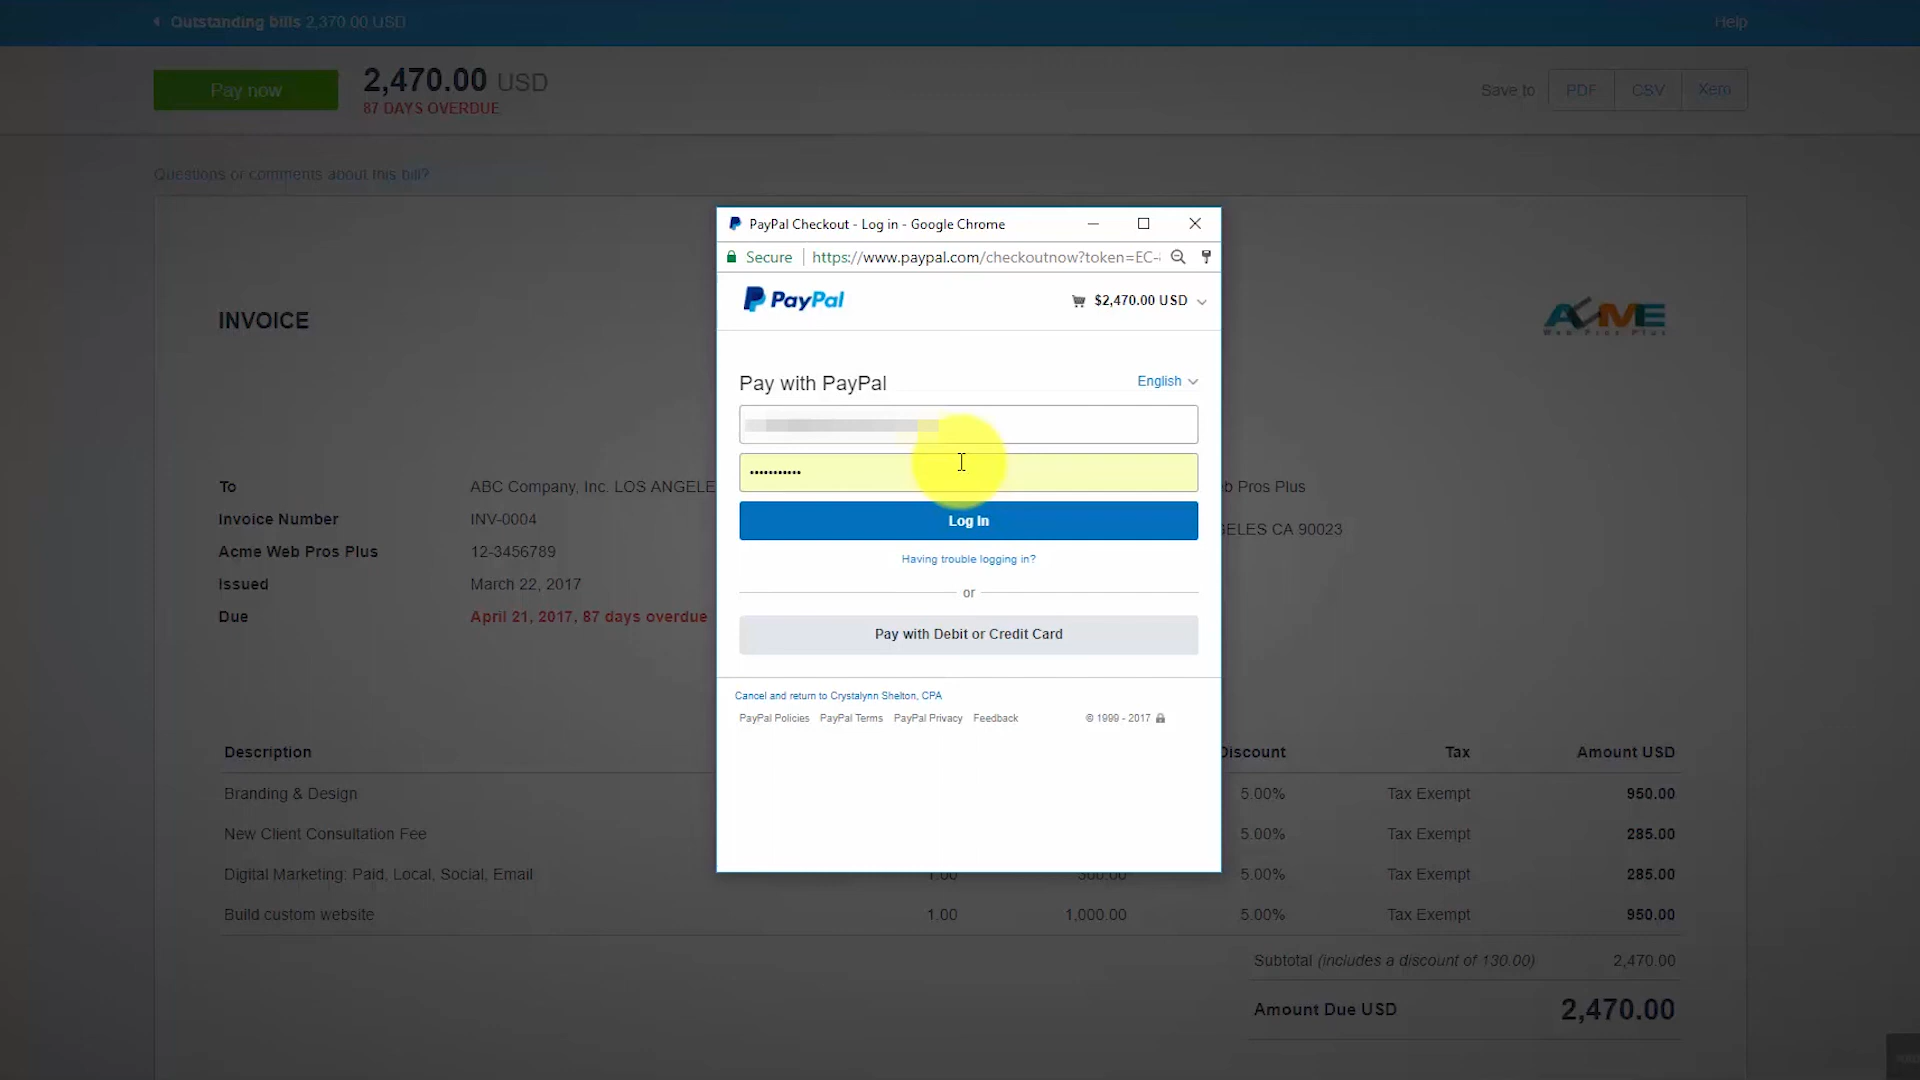 Outstanding bills 2,370.00 USD
Help
Pay now
2,470.00 USD
87 DAYS OVERDUE
Save to
PDF
CSV
Xero
Questions or comments about this bill?
PayPal Checkout - Log in - Google Chrome
Secure
https://www.paypal.com/checkoutnow?token=EC-
PayPal
$2,470.00 USD
INVOICE
ACME
Web Pros Plus
Pay with PayPal
English
•••••••••••
Log In
Having trouble logging in?
or
Pay with Debit or Credit Card
Cancel and return to Crystalynn Shelton, CPA
PayPal Policies PayPal Terms PayPal Privacy Feedback
© 1999 - 2017
To
ABC Company, Inc. LOS ANGELE
b Pros Plus
Invoice Number
INV-0004
GELES CA 90023
Acme Web Pros Plus
12-3456789
Issued
March 22, 2017
Due
April 21, 2017, 87 days overdue
Description
Discount
Tax
Amount USD
Branding & Design
5.00%
Tax Exempt
950.00
New Client Consultation Fee
5.00%
Tax Exempt
285.00
Digital Marketing: Paid, Local, Social, Email
1.00
300.00
5.00%
Tax Exempt
285.00
Build custom website
1.00
1,000.00
5.00%
Tax Exempt
950.00
Subtotal (includes a discount of 130.00)
2,470.00
Amount Due USD
2,470.00